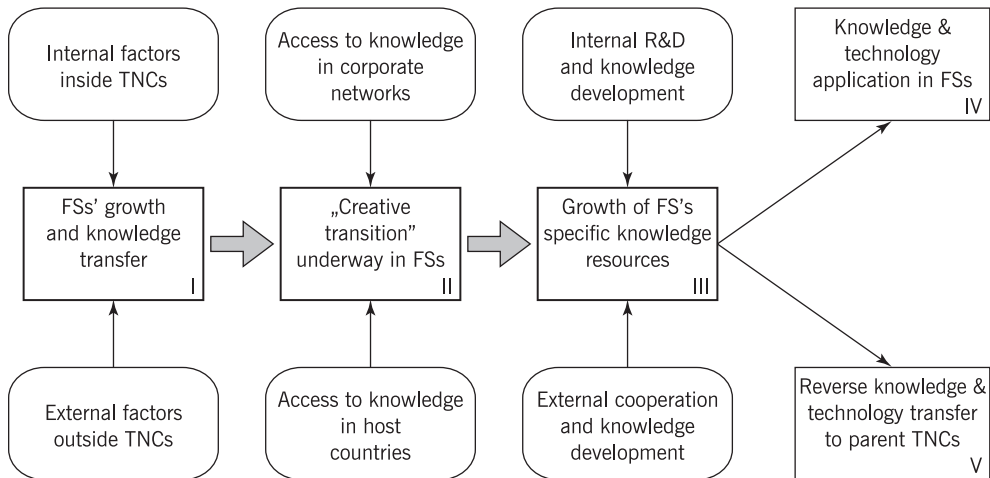 Internal factors
inside TNCs
Access to knowledge
in corporate
networks
Internal R&D
and knowledge
development
Knowledge &
technology
application in FSs
IV
FSs' growth
and knowledge
transfer
I
„Creative
transition”
underway in FSs
II
Growth of FS's
specific knowledge
resources
III
External factors
outside TNCs
Access to knowledge
in host
countries
External cooperation
and knowledge
development
Reverse knowledge &
technology transfer
to parent TNCs
V